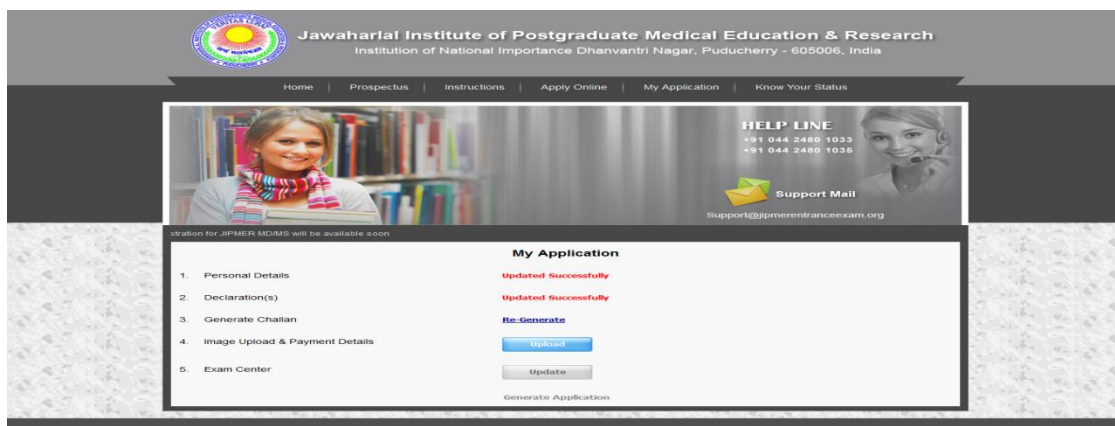 Jawaharlal Institute of Postgraduate Medical Education & Research
Institution of National Importance Dhanvantri Nagar, Puducherry - 605006, India
Home | Prospectus | Instructions | Apply Online | My Application | Know Your Status
HELP LINE
+91 044 2480 1033
+91 044 2480 1035
Support Mail
Support@jipmerentranceexam.org
stration for JIPMER MD/MS will be available soon
My Application
1. Personal Details Updated Successfully
2. Declaration(s) Updated Successfully
3. Generate Challan Re-Generate
4. Image Upload & Payment Details Upload
5. Exam Center Update
Generate Application